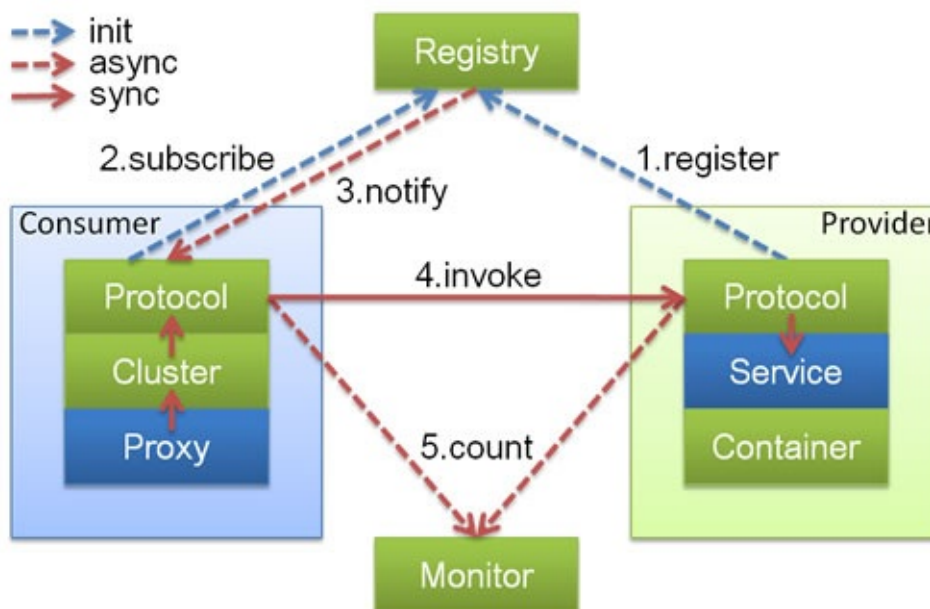 init
async
sync
Registry
2.subscribe
1.register
3.notify
Consumer
Provider
Protocol
4.invoke
Protocol
Cluster
Service
Proxy
5.count
Container
Monitor